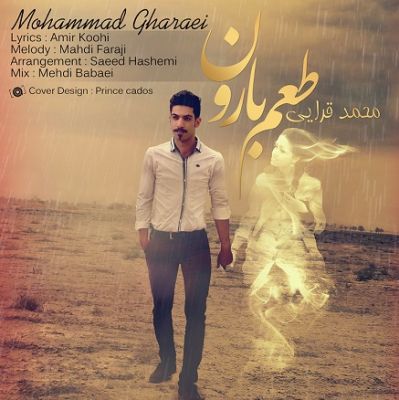 Mohammad Gharaei
Lyrics : Amir Koohi
Melody : Mahdi Faraji
Arrangement : Saeed Hashemi
Mix : Mehdi Babaei
Cover Design : Prince cados
طعم بارون
محمد قرایی